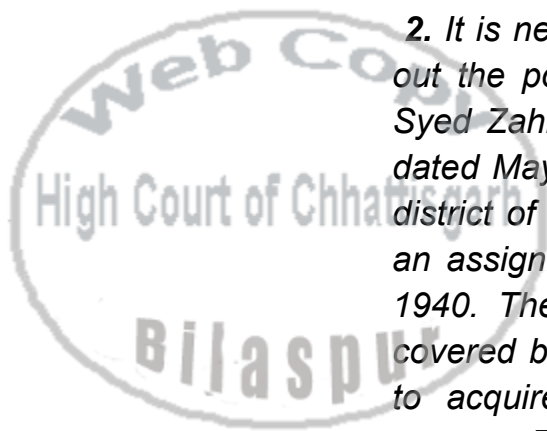 Web Copy
High Court of Chhattisgarh
Bilaspur
2. It is ne
out the po
Syed Zah
dated May
district of
an assign
1940. The
covered b
to acquire